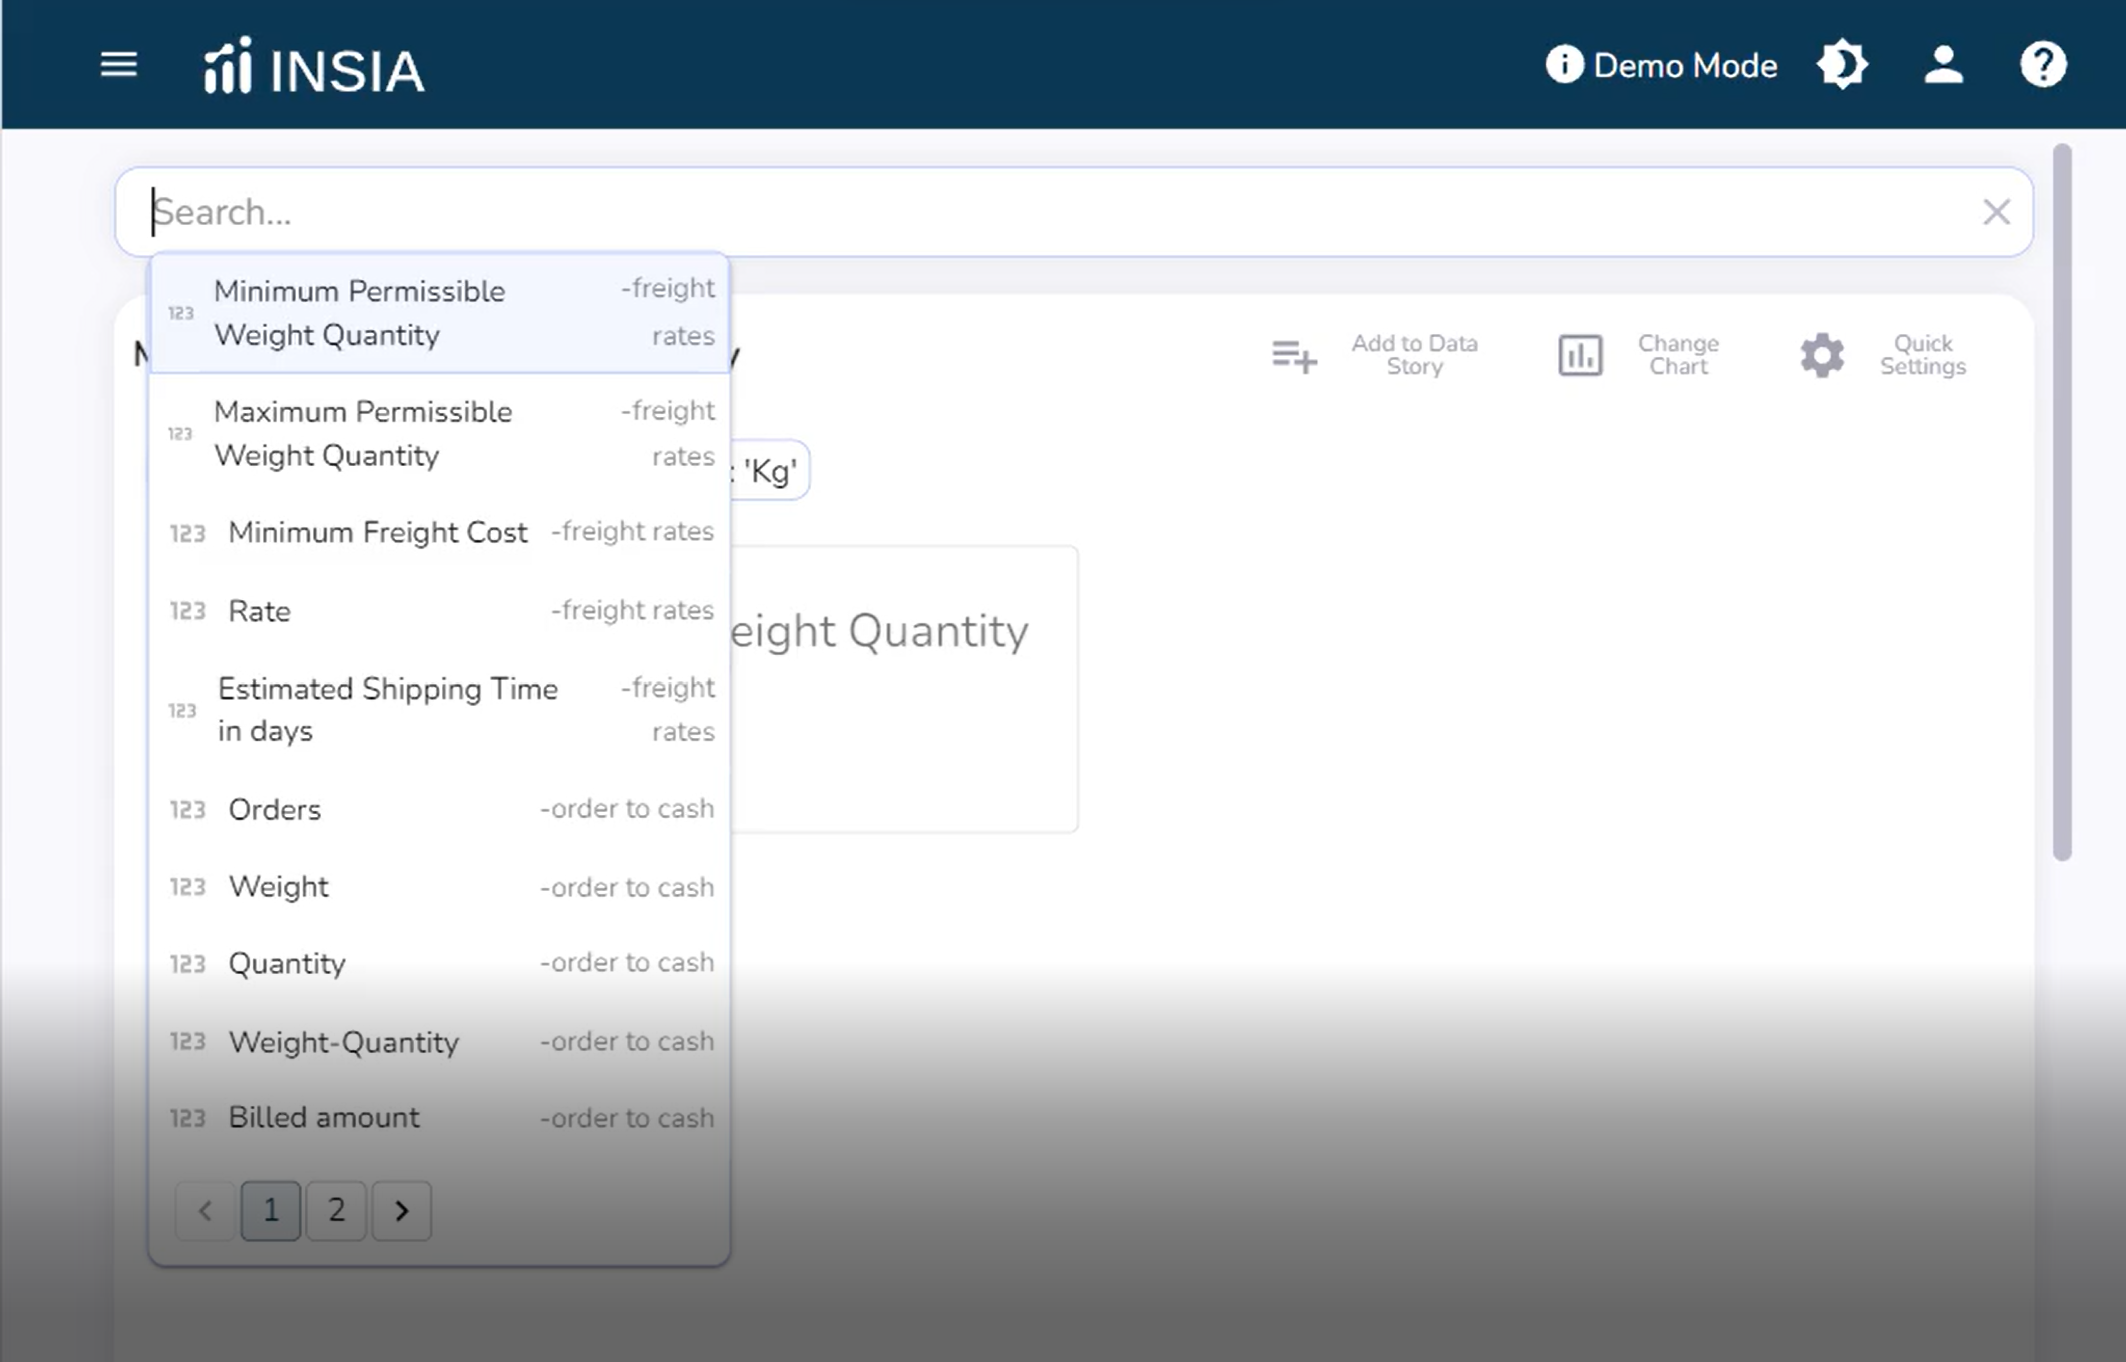 INSIA
Demo Mode
Search...
123 Minimum Permissible -freight
Weight Quantity rates
Add to Data Change Quick
Story Chart Settings
123 Maximum Permissible -freight
Weight Quantity rates
: 'Kg'
123 Minimum Freight Cost -freight rates
123 Rate -freight rates
eight Quantity
123 Estimated Shipping Time -freight
in days rates
123 Orders -order to cash
123 Weight -order to cash
123 Quantity -order to cash
123 Weight-Quantity -order to cash
123 Billed amount -order to cash
1 2